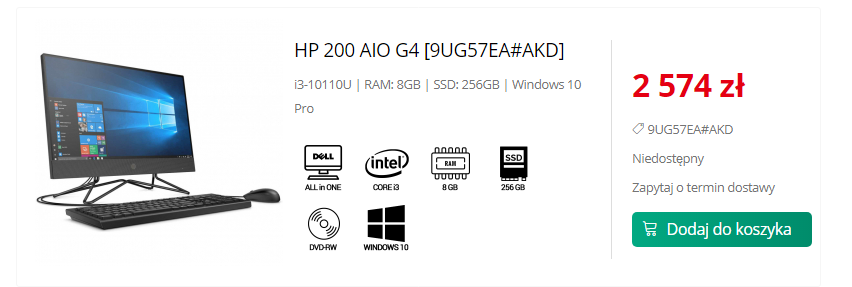 HP 200 AIO G4 [9UG57EA#AKD]
i3-10110U | RAM: 8GB | SSD: 256GB | Windows 10
Pro
DELL
ALL in ONE
intel
CORE i3
RAM
8 GB
SSD
256 GB
DVD-RW
WINDOWS 10
2 574 zł
9UG57EA#AKD
Niedostępny
Zapytaj o termin dostawy
Dodaj do koszyka